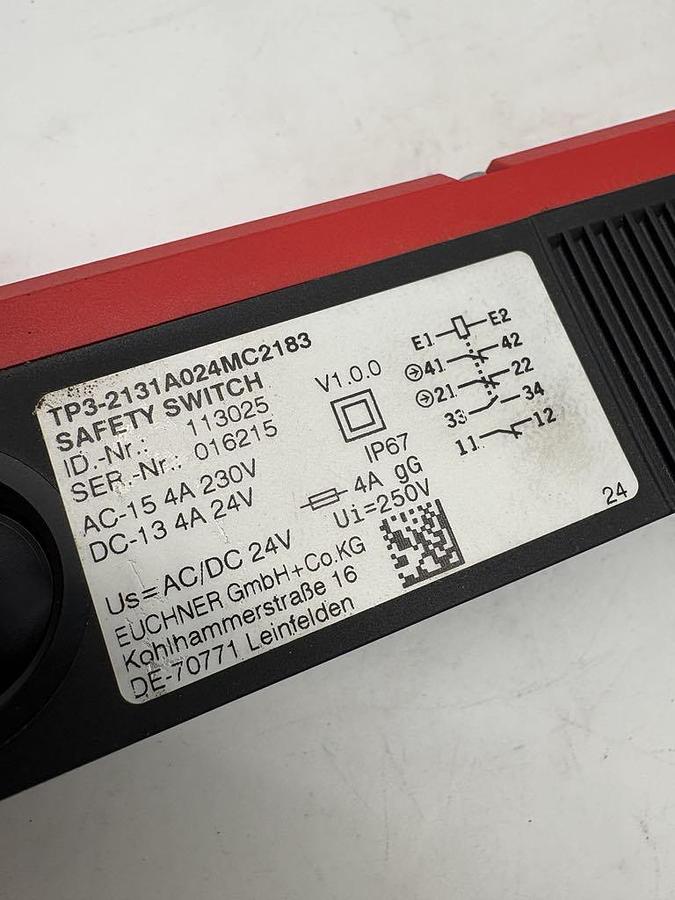 TP3-2131A024MC2183
SAFETY SWITCH
ID.-Nr.: 113025
SER.-Nr.: 016215
AC-15 4A 230V
DC-13 4A 24V
Us=AC/DC 24V
EUCHNER GmbH+Co.KG
Kohlhammerstraße 16
DE-70771 Leinfelden
V1.0.0
IP67
4A gG
Ui=250V
E1 E2
41 42
21 22
33 34
11 12
24